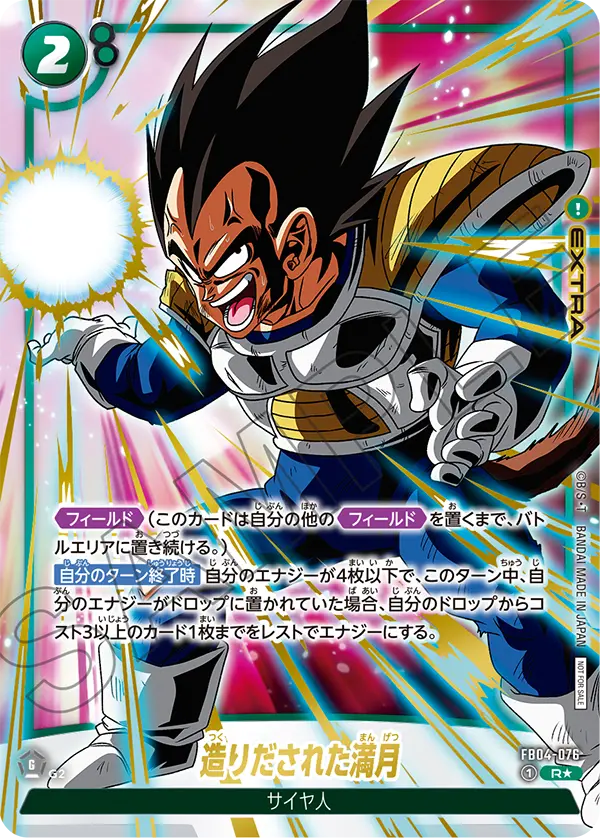 2
EXTRA
フィールド (このカードは自分の他の フィールド を置くまで、バト
ルエリアに置き続ける。)
自分のターン終了時 自分のエナジーが4枚以下で、このターン中、自
分のエナジーがドロップに置かれていた場合、自分のドロップからコ
スト3以上のカード1枚までをレストでエナジーにする。
SAMPLE
©B/S・T BANDAI MADE IN JAPAN
NOT FOR SALE
造りだされた満月
FB04-076
G G2
1 R★
サイヤ人